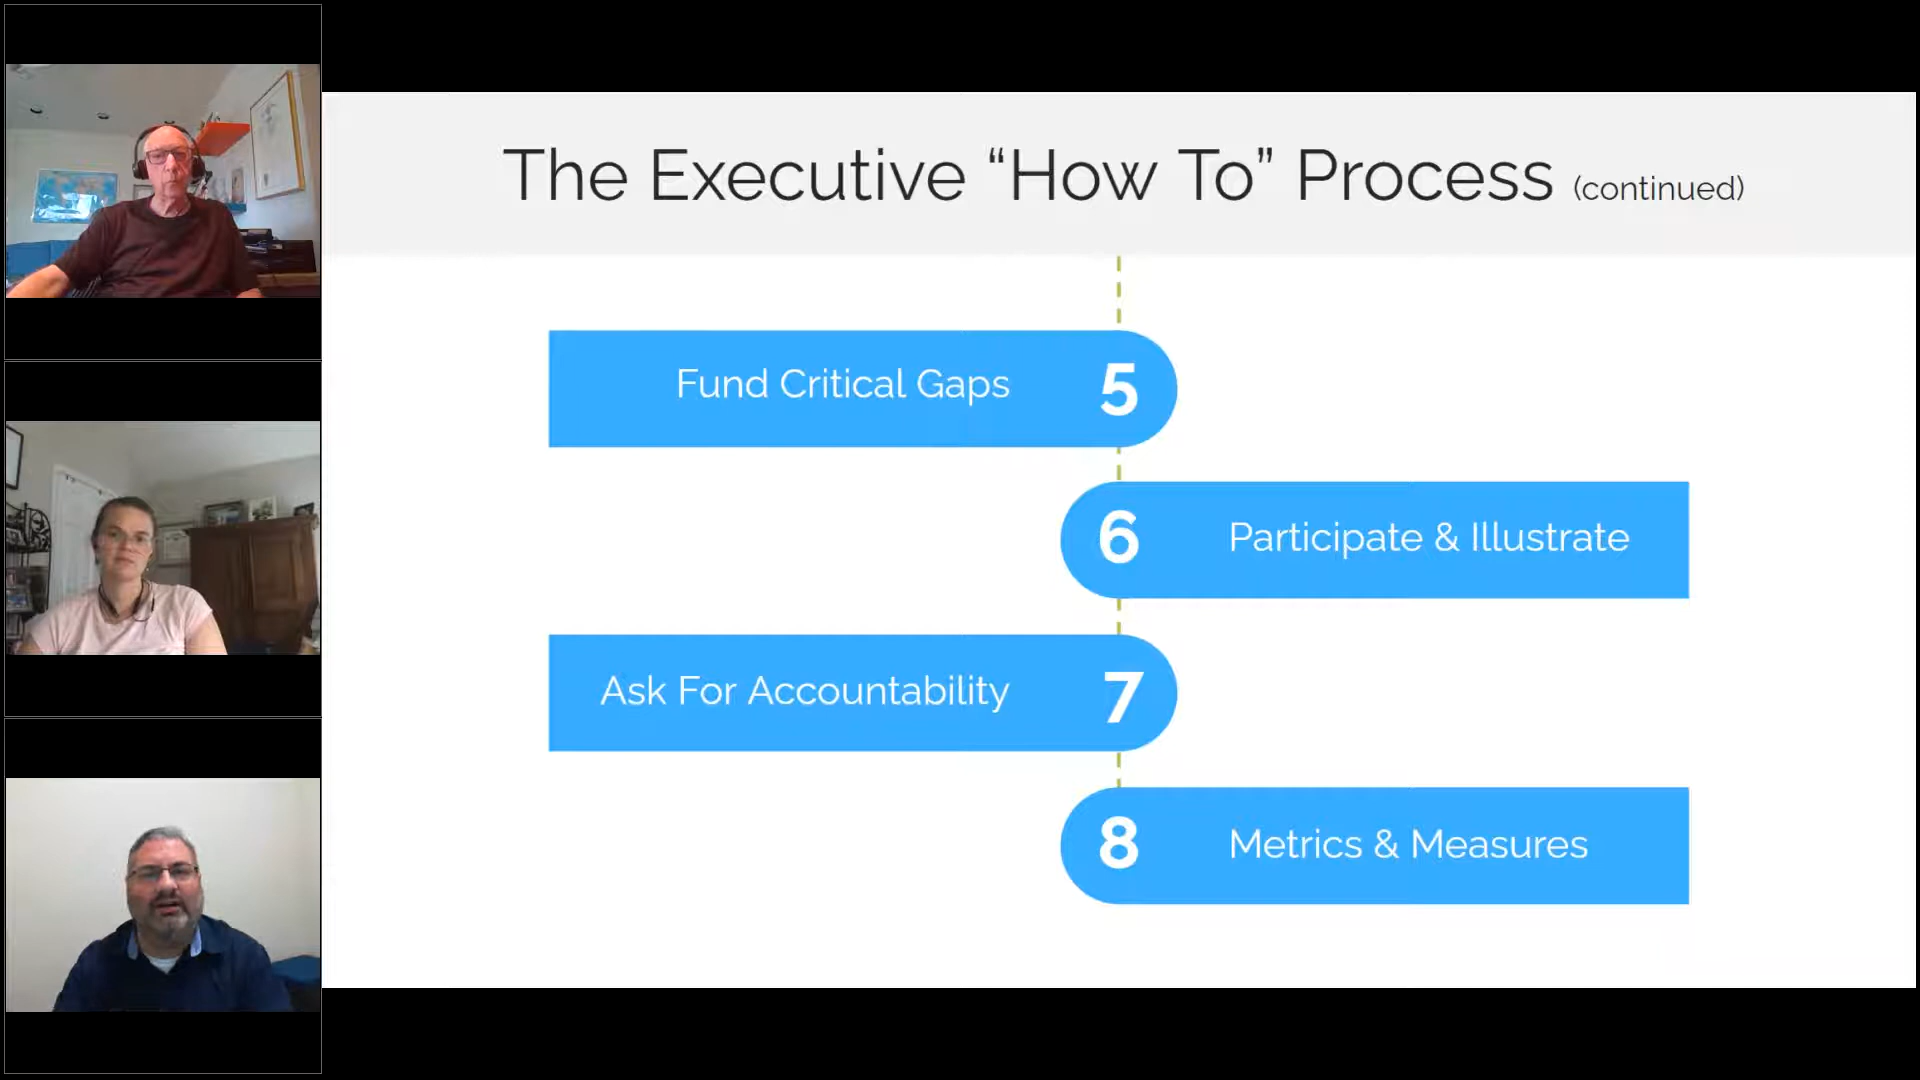 The Executive “How To” Process (continued)
Fund Critical Gaps 5
6 Participate & Illustrate
Ask For Accountability 7
8 Metrics & Measures